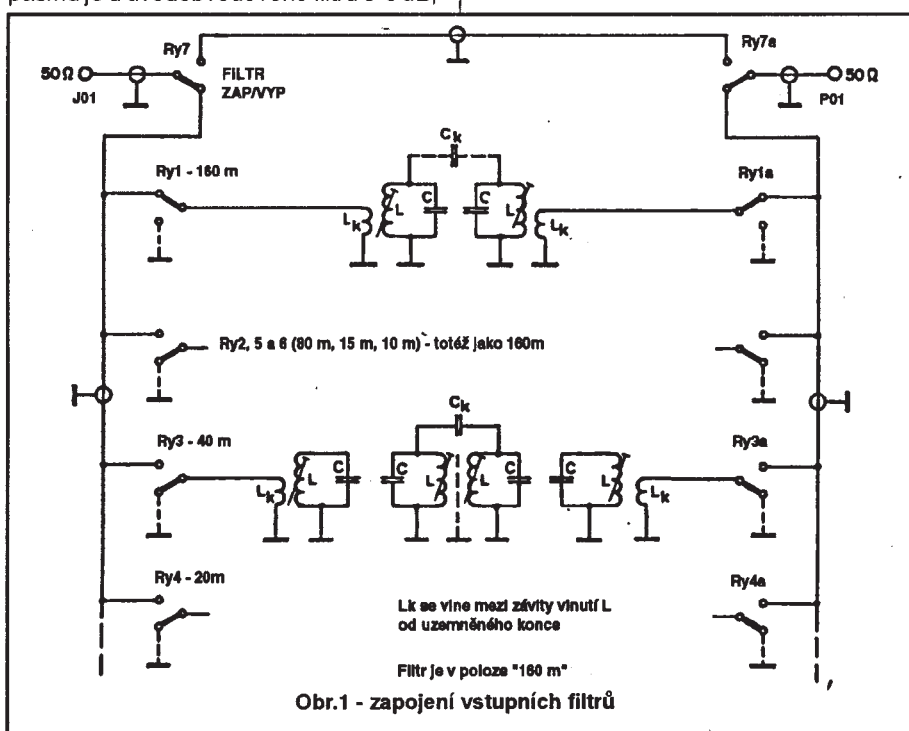 Ry7
Ry7a
50Ω
FILTR
ZAP/VYP
50Ω
J01
P01
Ck
Ry1 - 160 m
Ry1a
Lk
L
C
C
L
Lk
Ry2, 5 a 6 (80 m, 15 m, 10 m) - totéž jako 160m
Ck
Ry3 - 40 m
Ry3a
Lk
L
C
C
L
L
C
C
L
Lk
Ry4 - 20m
Ry4a
Lk se vine mezi závity vinutí L
od uzemněného konce
Filtr je v poloze "160 m"
Obr.1 - zapojení vstupních filtrů